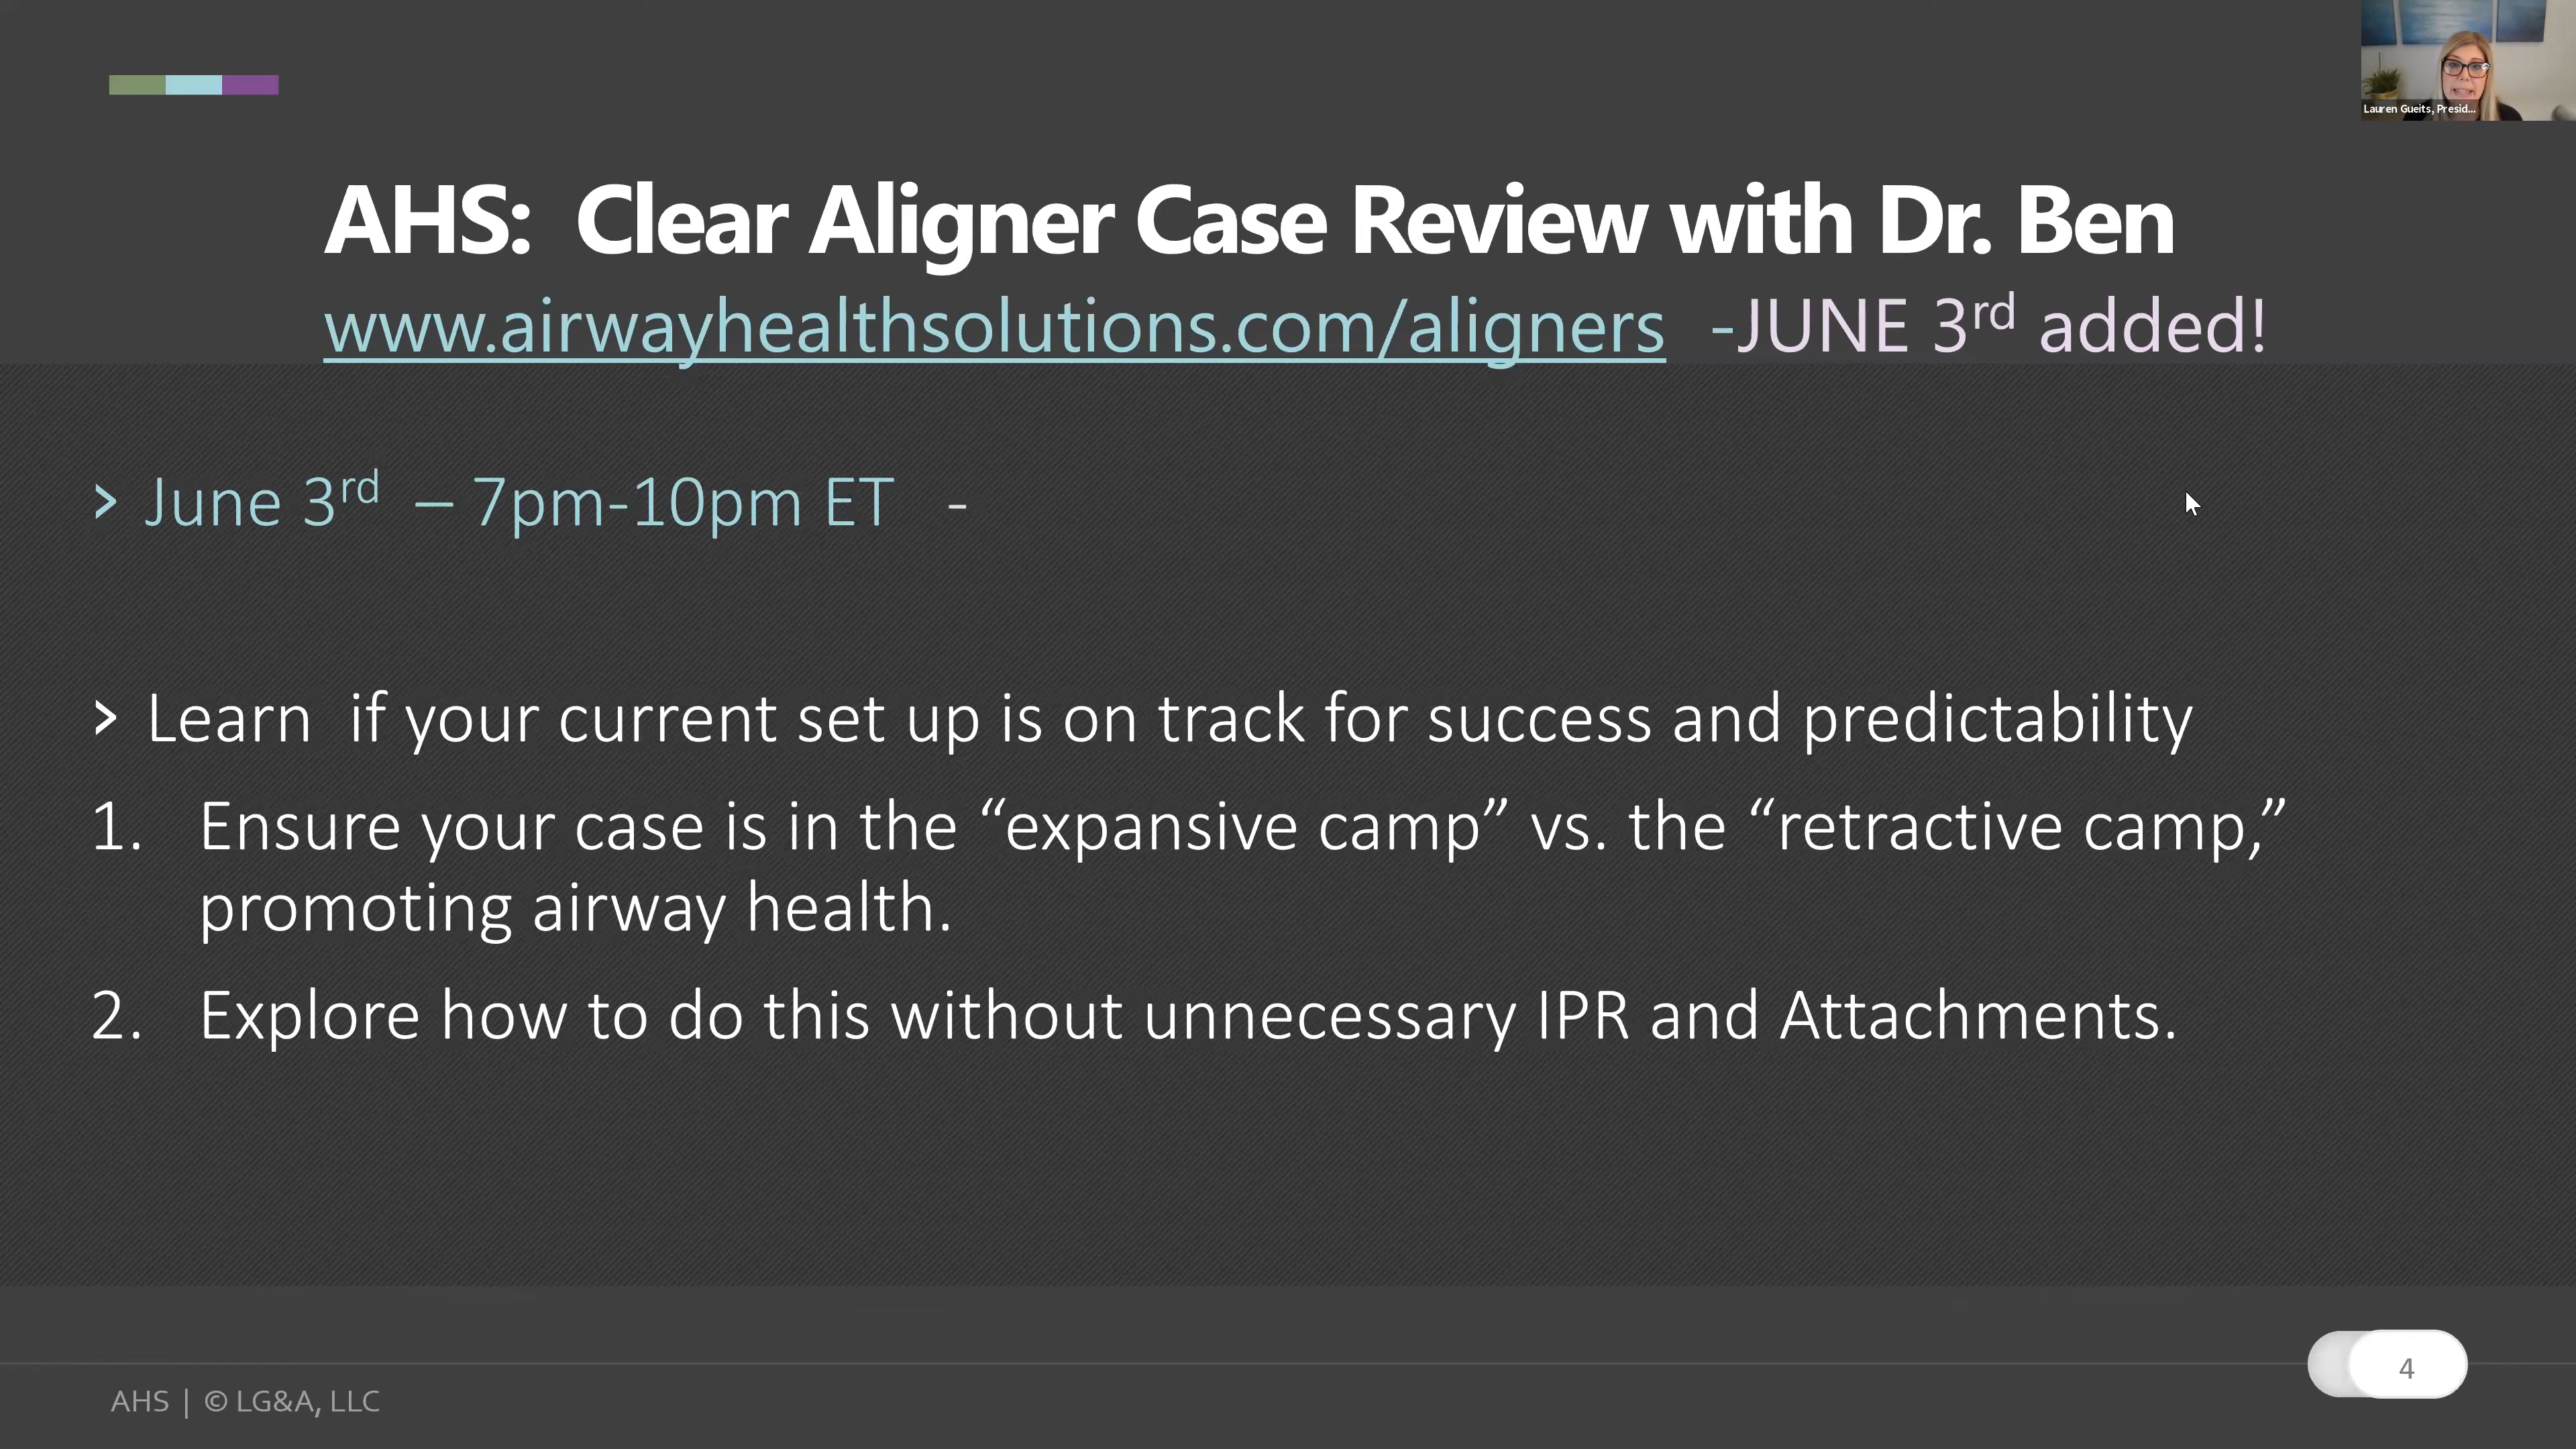 Lauren Gueits, Presid...
AHS:  Clear Aligner Case Review with Dr. Ben
www.airwayhealthsolutions.com/aligners  -JUNE 3rd added!
> June 3rd – 7pm-10pm ET  -
> Learn  if your current set up is on track for success and predictability
1. Ensure your case is in the “expansive camp” vs. the “retractive camp,”
promoting airway health.
2. Explore how to do this without unnecessary IPR and Attachments.
4
AHS | © LG&A, LLC